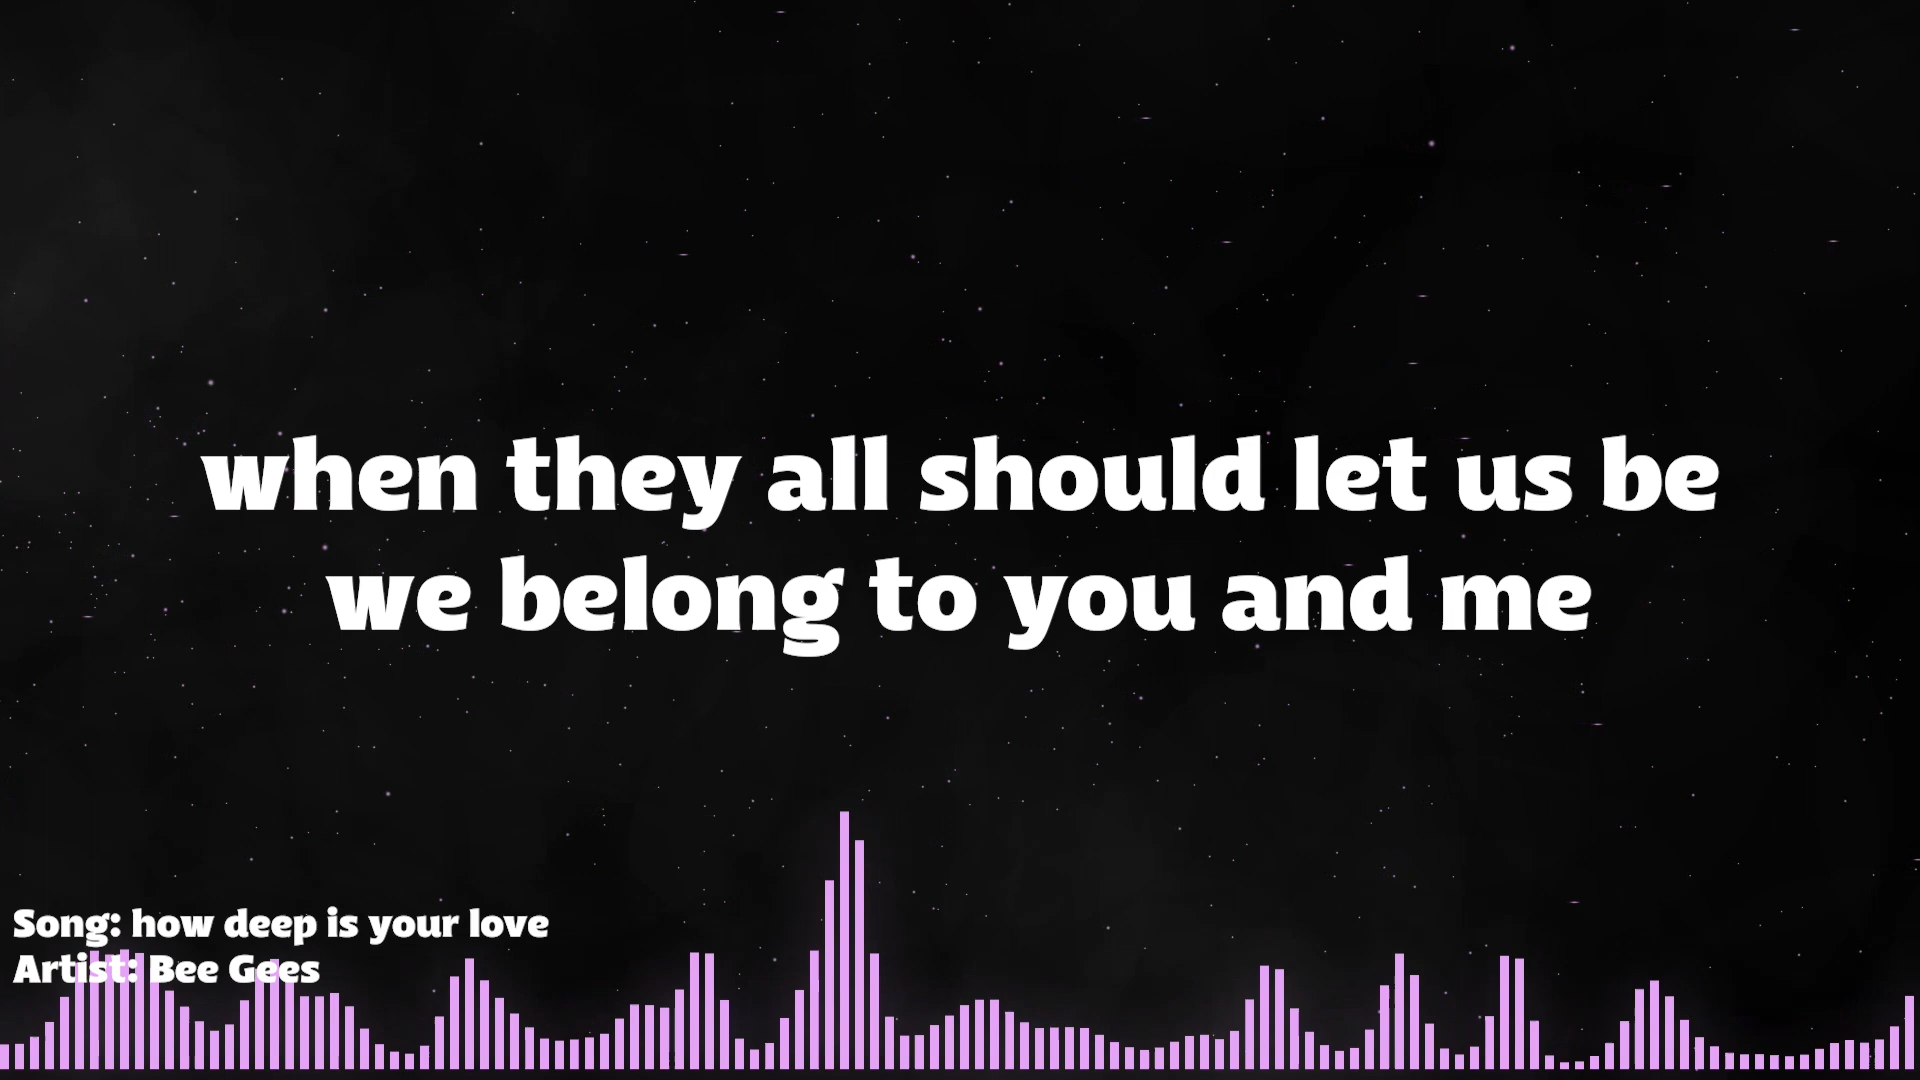 when they all should let us be
we belong to you and me
Song: how deep is your love
Artist: Bee Gees